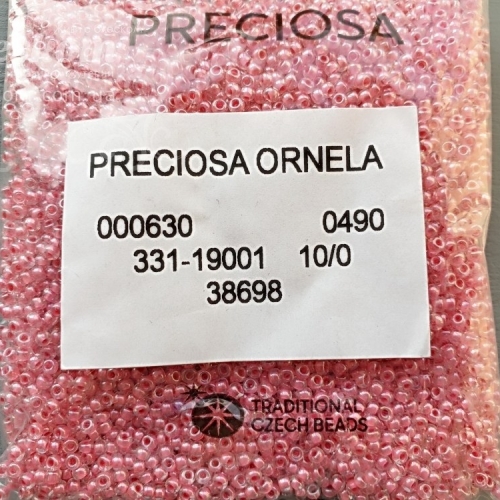 PRECIOSA
PRECIOSA ORNELA
000630 0490
331-19001 10/0
38698
TRADITIONAL
CZECH BEADS